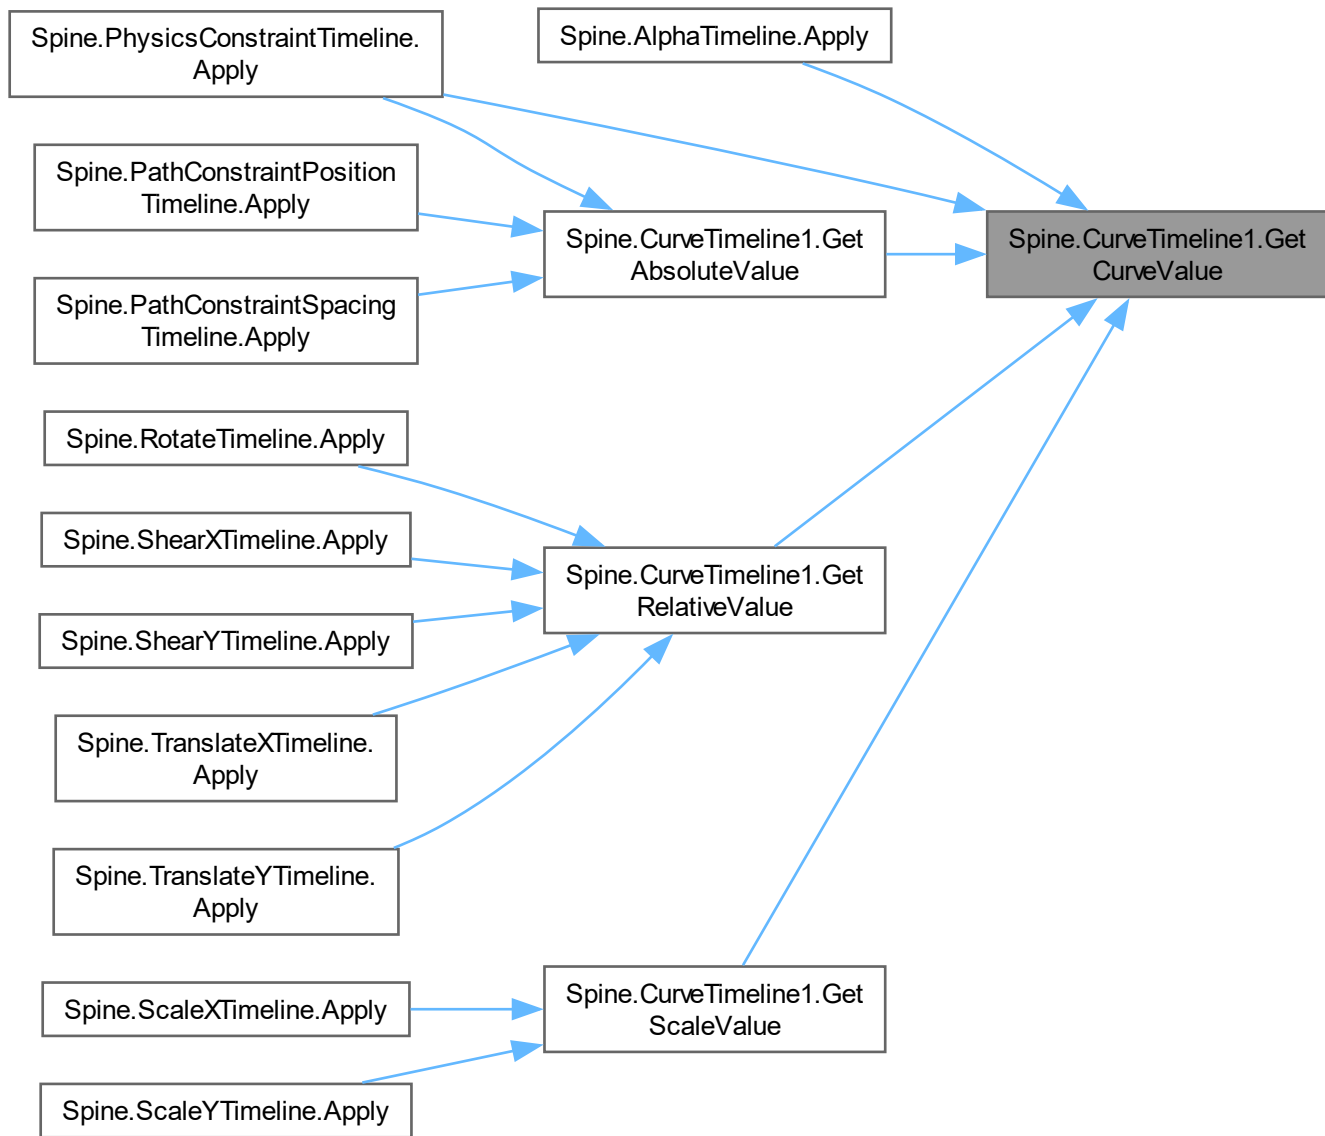 Spine.PhysicsConstraintTimeline.
Apply
Spine.AlphaTimeline.Apply
Spine.PathConstraintPosition
Timeline.Apply
Spine.CurveTimeline1.Get
AbsoluteValue
Spine.CurveTimeline1.Get
CurveValue
Spine.PathConstraintSpacing
Timeline.Apply
Spine.RotateTimeline.Apply
Spine.ShearXTimeline.Apply
Spine.CurveTimeline1.Get
RelativeValue
Spine.ShearYTimeline.Apply
Spine.TranslateXTimeline.
Apply
Spine.TranslateYTimeline.
Apply
Spine.ScaleXTimeline.Apply
Spine.CurveTimeline1.Get
ScaleValue
Spine.ScaleYTimeline.Apply